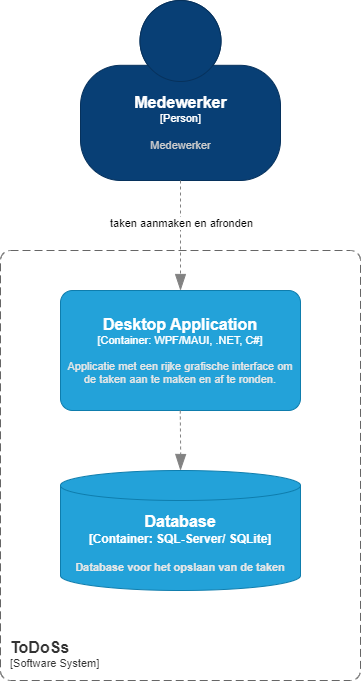 Medewerker
[Person]
Medewerker
taken aanmaken en afronden
Desktop Application
[Container: WPF/MAUI, .NET, C#]
Applicatie met een rijke grafische interface om
de taken aan te maken en af te ronden.
Database
[Container: SQL-Server/ SQLite]
Database voor het opslaan van de taken
ToDoSs
[Software System]